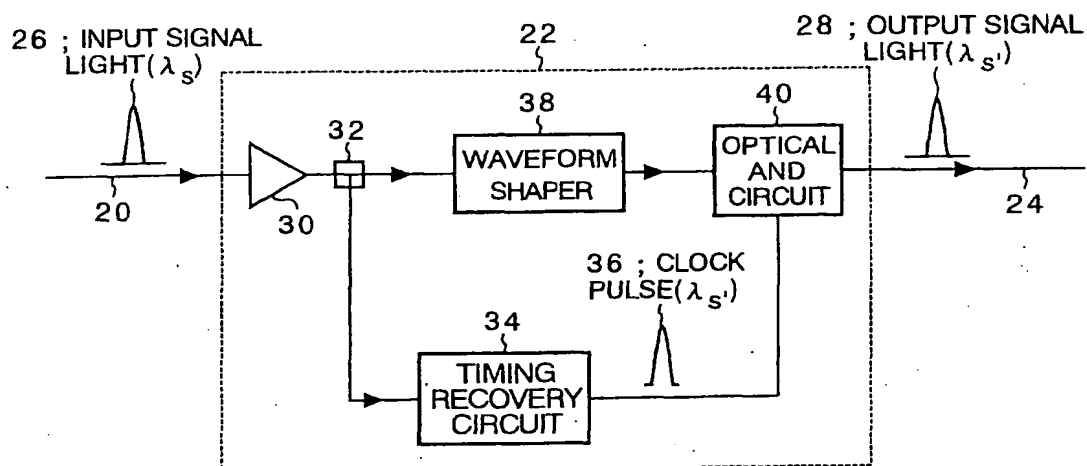 26 ; INPUT SIGNAL
LIGHT(λs)
22
28 ; OUTPUT SIGNAL
LIGHT(λs')
32
38
WAVEFORM
SHAPER
40
OPTICAL
AND
CIRCUIT
20
30
24
36 ; CLOCK
PULSE(λs')
34
TIMING
RECOVERY
CIRCUIT